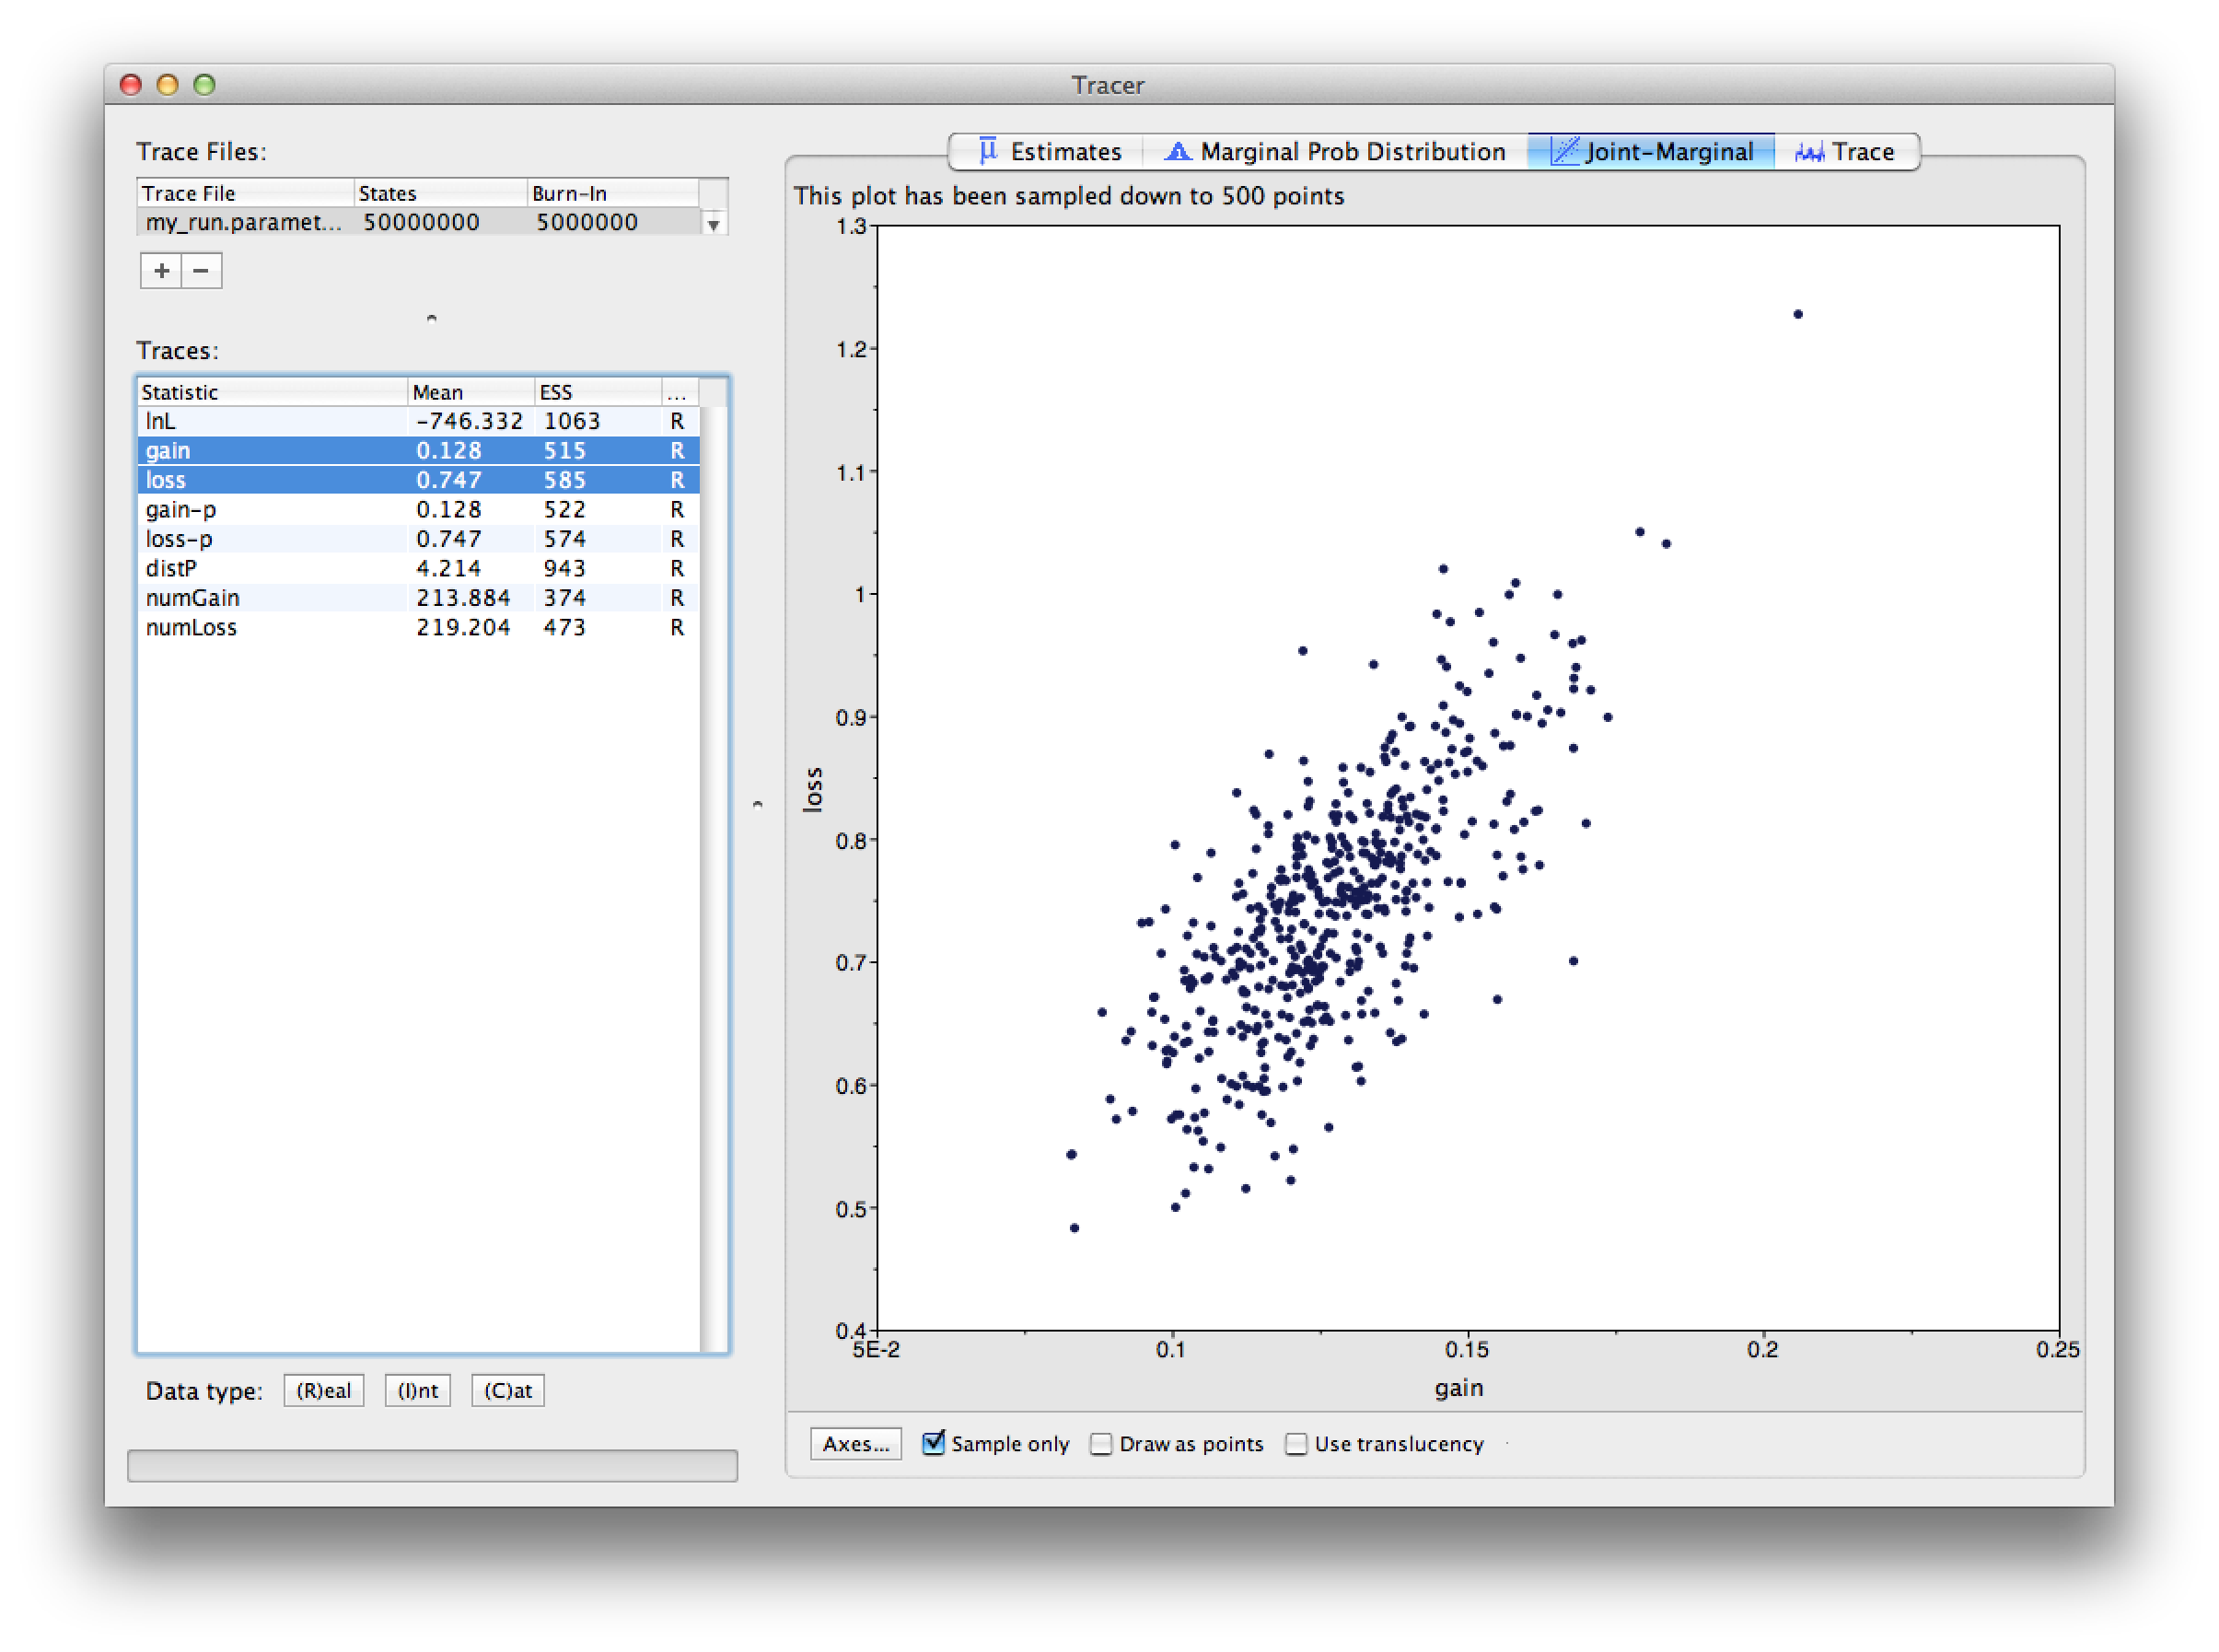 Tracer
Trace Files:
Trace File States Burn-In
my_run.paramet... 50000000 5000000
+ −
Traces:
Statistic Mean ESS ...
lnL -746.332 1063 R
gain 0.128 515 R
loss 0.747 585 R
gain-p 0.128 522 R
loss-p 0.747 574 R
distP 4.214 943 R
numGain 213.884 374 R
numLoss 219.204 473 R
Data type: (R)eal (I)nt (C)at
μ Estimates Marginal Prob Distribution Joint-Marginal Trace
This plot has been sampled down to 500 points
1.3
1.2
1.1
1
0.9
0.8
0.7
0.6
0.5
0.4
loss
5E-2 0.1 0.15 0.2 0.25
gain
Axes... Sample only Draw as points Use translucency